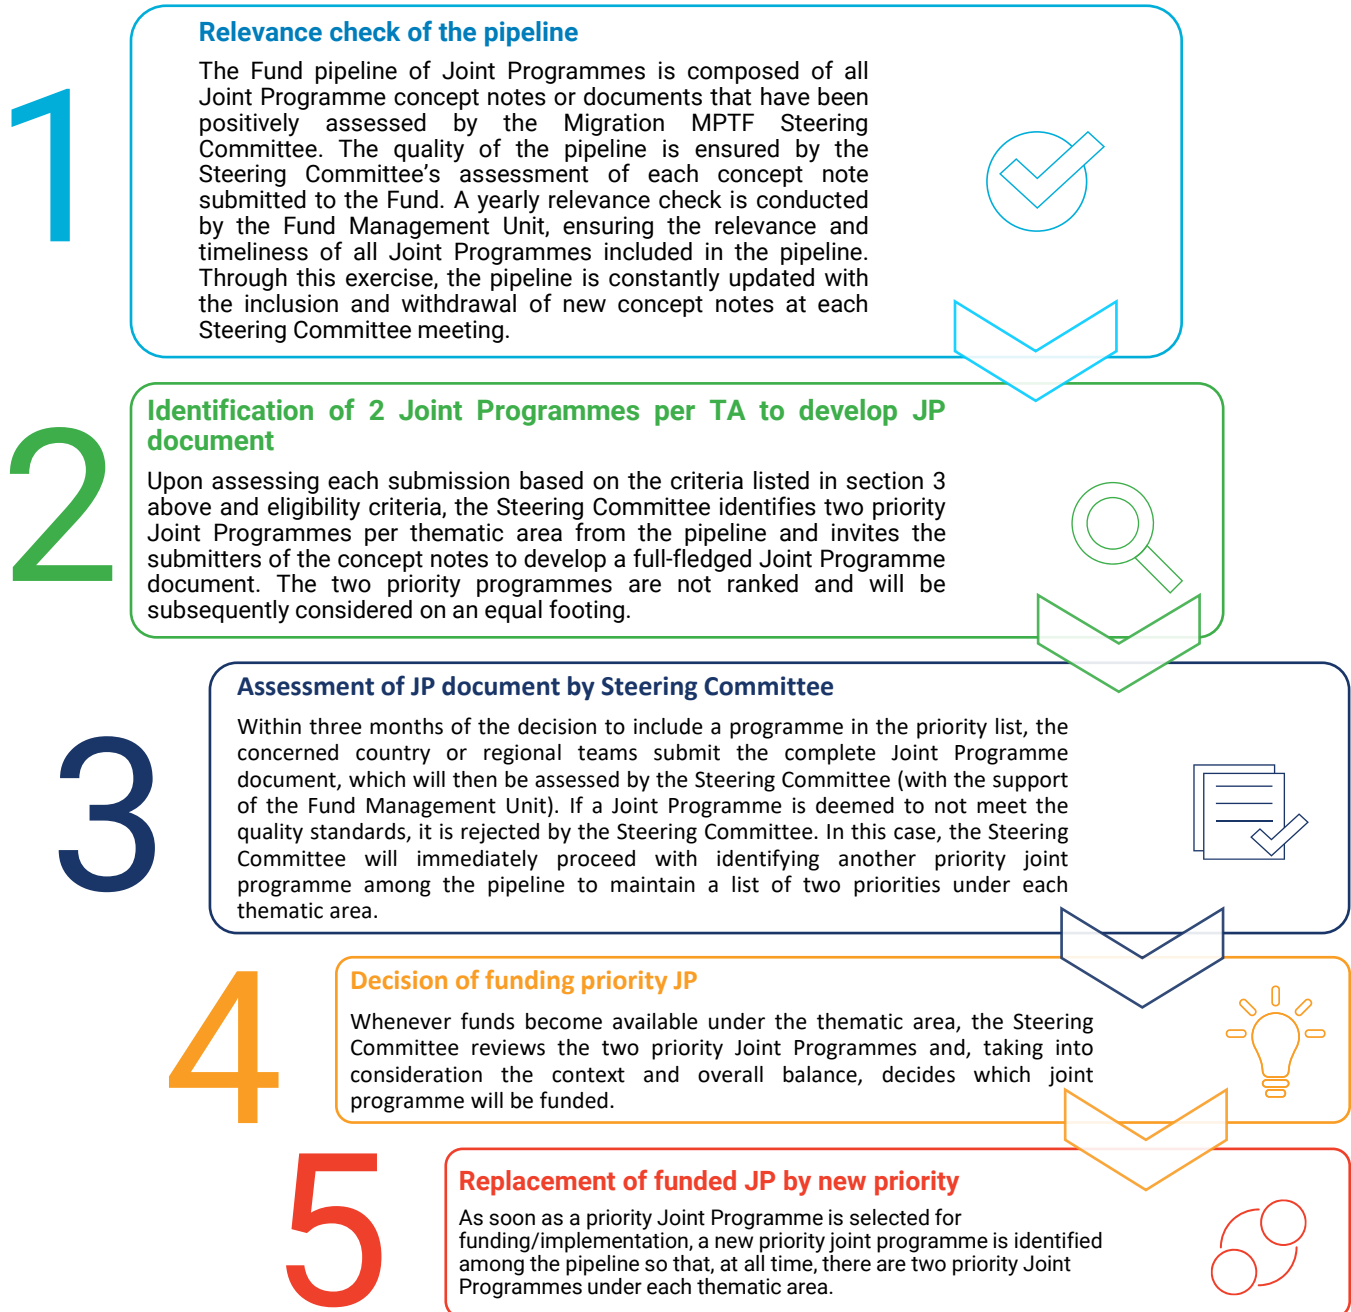 1
Relevance check of the pipeline
The Fund pipeline of Joint Programmes is composed of all
Joint Programme concept notes or documents that have been
positively assessed by the Migration MPTF Steering
Committee. The quality of the pipeline is ensured by the
Steering Committee’s assessment of each concept note
submitted to the Fund. A yearly relevance check is conducted
by the Fund Management Unit, ensuring the relevance and
timeliness of all Joint Programmes included in the pipeline.
Through this exercise, the pipeline is constantly updated with
the inclusion and withdrawal of new concept notes at each
Steering Committee meeting.
2
Identification of 2 Joint Programmes per TA to develop JP
document
Upon assessing each submission based on the criteria listed in section 3
above and eligibility criteria, the Steering Committee identifies two priority
Joint Programmes per thematic area from the pipeline and invites the
submitters of the concept notes to develop a full-fledged Joint Programme
document. The two priority programmes are not ranked and will be
subsequently considered on an equal footing.
3
Assessment of JP document by Steering Committee
Within three months of the decision to include a programme in the priority list, the
concerned country or regional teams submit the complete Joint Programme
document, which will then be assessed by the Steering Committee (with the support
of the Fund Management Unit). If a Joint Programme is deemed to not meet the
quality standards, it is rejected by the Steering Committee. In this case, the Steering
Committee will immediately proceed with identifying another priority joint
programme among the pipeline to maintain a list of two priorities under each
thematic area.
4
Decision of funding priority JP
Whenever funds become available under the thematic area, the Steering
Committee reviews the two priority Joint Programmes and, taking into
consideration the context and overall balance, decides which joint
programme will be funded.
5
Replacement of funded JP by new priority
As soon as a priority Joint Programme is selected for
funding/implementation, a new priority joint programme is identified
among the pipeline so that, at all time, there are two priority Joint
Programmes under each thematic area.